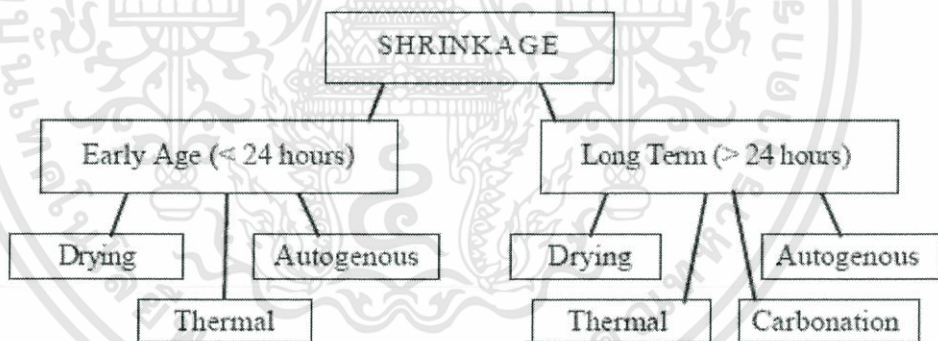 SHRINKAGE
Early Age (< 24 hours)
Long Term (> 24 hours)
Drying
Autogenous
Drying
Autogenous
Thermal
Thermal
Carbonation